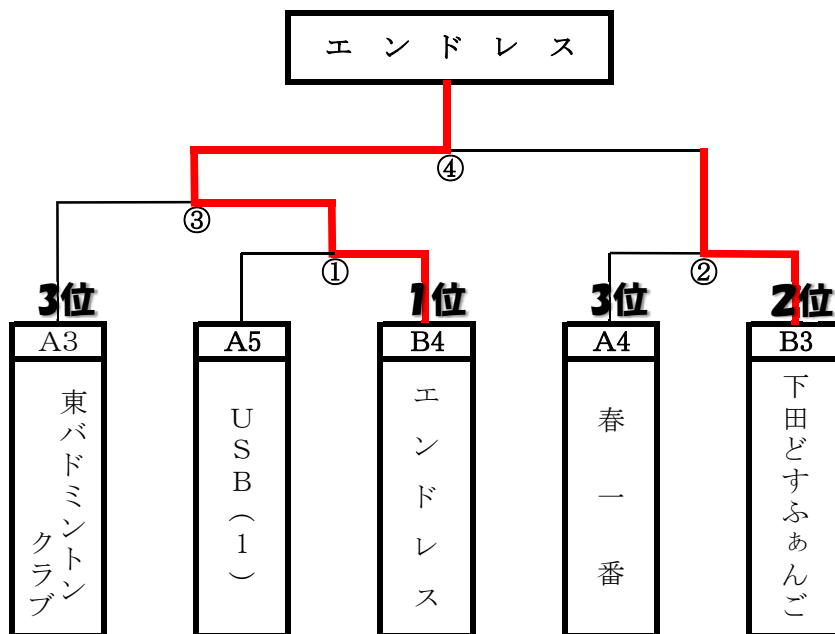 エンドレス
④
③
①
②
3位
1位
3位
2位
A3
A5
B4
A4
B3
東バドミントン
クラブ
USB(1)
エンドレス
春一番
下田どすふぁんご